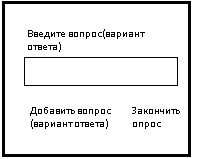 Введите вопрос(вариант
ответа)
Добавить вопрос
(вариант ответа)
Закончить
опрос